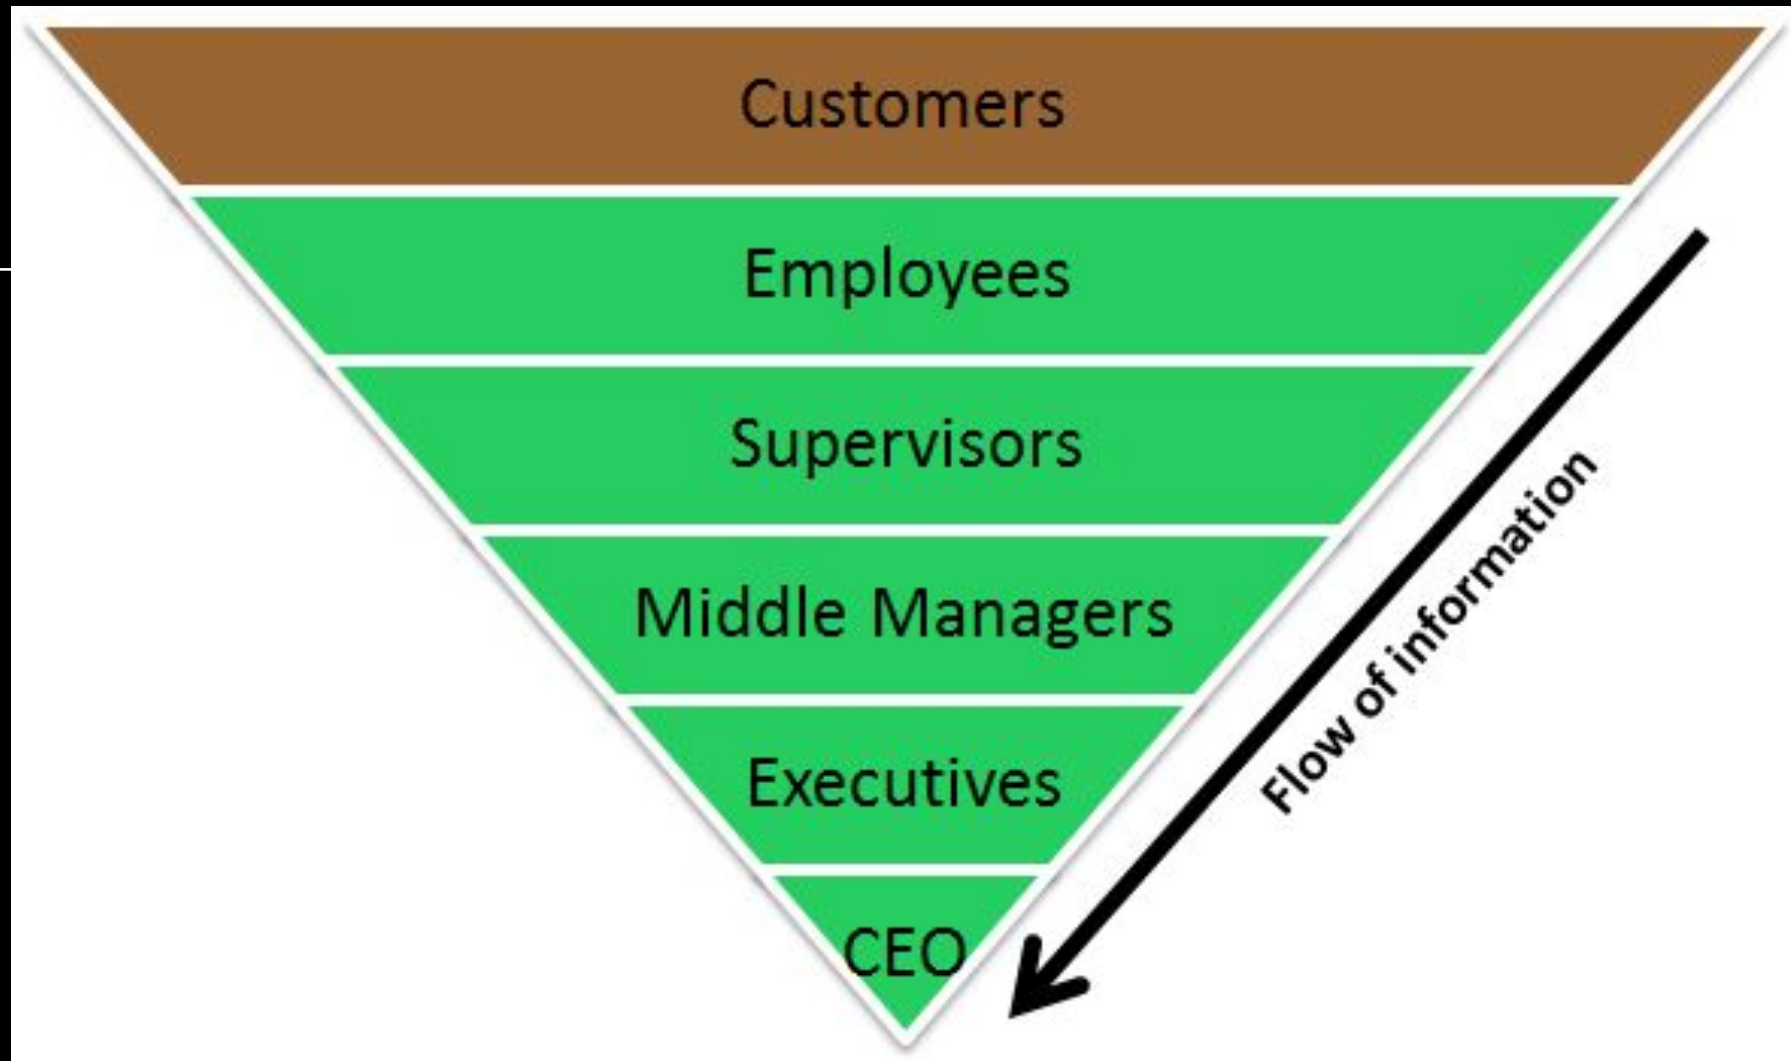 Customers
Employees
Supervisors
Middle Managers
Executives
CEO
Flow of information